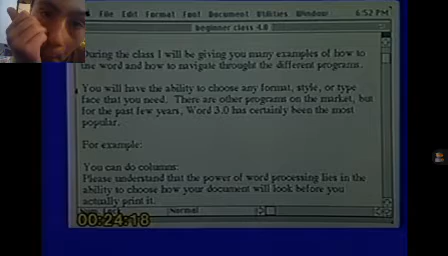 File Edit Format Font Document Utilities Window 6:52 PM
beginner class 4.0
During the class I will be giving you many examples of how to
use word and how to navigate throught the different programs.
You will have the ability to choose any format, style, or type
face that you need. There are other programs on the market, but
for the past few years, Word 3.0 has certainly been the most
popular.
For example:
You can do columns:
Please understand that the power of word processing lies in the
ability to choose how your document will look before you
actually print it.
Normal
00:24:18